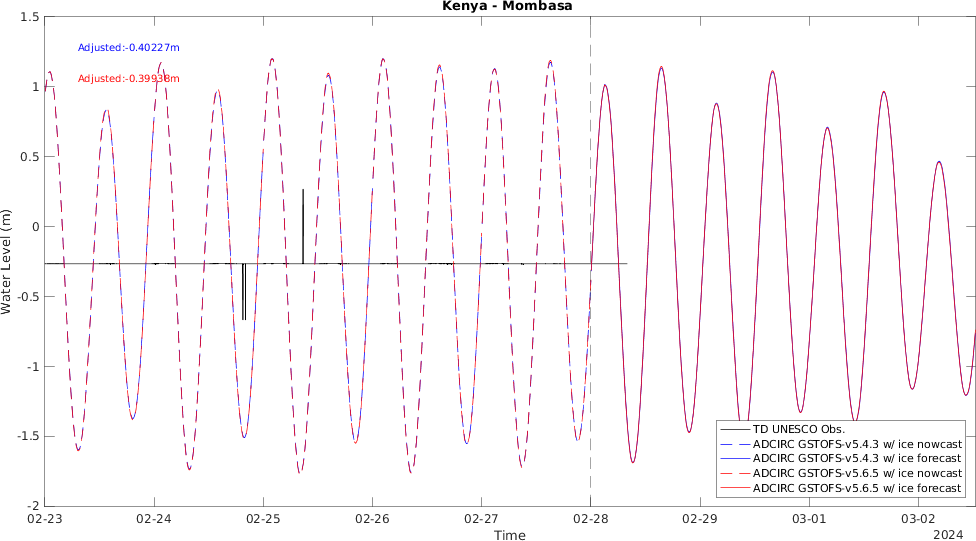 Kenya - Mombasa
Adjusted:-0.40227m
Adjusted:-0.39938m
Water Level (m)
1.5
1
0.5
0
-0.5
-1
-1.5
-2
02-23
02-24
02-25
02-26
02-27
02-28
02-29
03-01
03-02
Time
2024
TD UNESCO Obs.
ADCIRC GSTOFS-v5.4.3 w/ ice nowcast
ADCIRC GSTOFS-v5.4.3 w/ ice forecast
ADCIRC GSTOFS-v5.6.5 w/ ice nowcast
ADCIRC GSTOFS-v5.6.5 w/ ice forecast